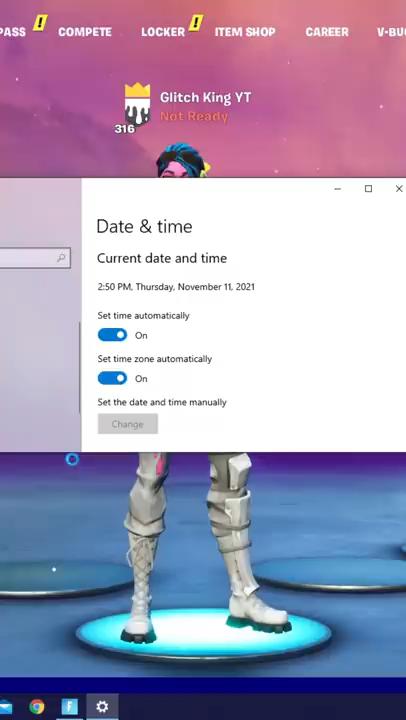 PASS COMPETE LOCKER ITEM SHOP CAREER V-BU
Glitch King YT
Not Ready
316
Date & time
Current date and time
2:50 PM, Thursday, November 11, 2021
Set time automatically
On
Set time zone automatically
On
Set the date and time manually
Change